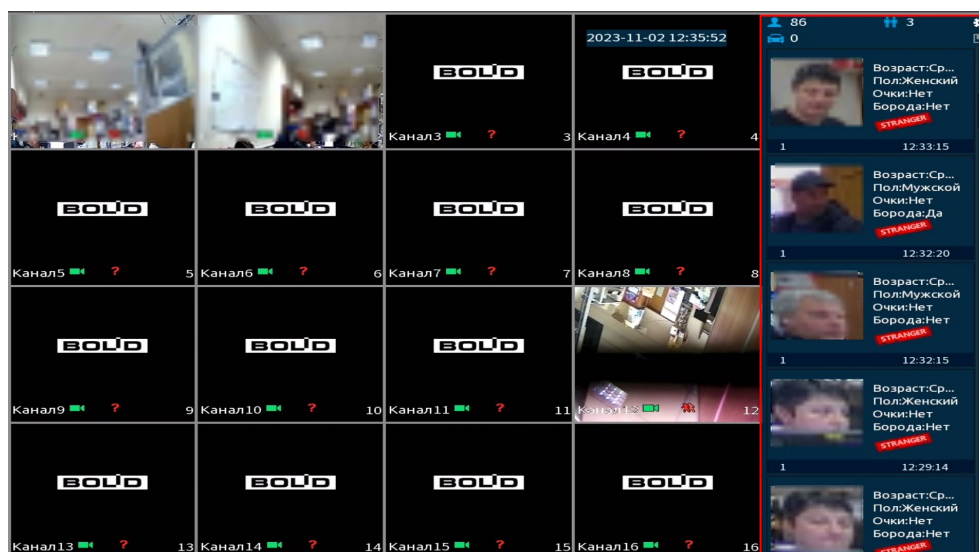 2023-11-02 12:35:52
BOLID
BOLID
Канал3 ? 3
Канал4 4
BOLID
BOLID
BOLID
BOLID
Канал5 ? 5
Канал6 ? 6
Канал7 ? 7
Канал8 ? 8
BOLID
BOLID
BOLID
Канал9 ? 9
Канал10 ? 10
Канал11 ? 11
Канал12 12
BOLID
BOLID
BOLID
BOLID
Канал13 ? 13
Канал14 ? 14
Канал15 ? 15
Канал16 ? 16
86 3
0
Возраст:Ср...
Пол:Женский
Очки:Нет
Борода:Нет
STRANGER
1 12:33:15
Возраст:Ср...
Пол:Мужской
Очки:Нет
Борода:Да
STRANGER
1 12:32:20
Возраст:Ср...
Пол:Мужской
Очки:Нет
Борода:Нет
STRANGER
1 12:32:15
Возраст:Ср...
Пол:Женский
Очки:Нет
Борода:Нет
STRANGER
1 12:29:14
Возраст:Ср...
Пол:Женский
Очки:Нет
Борода:Нет
STRANGER